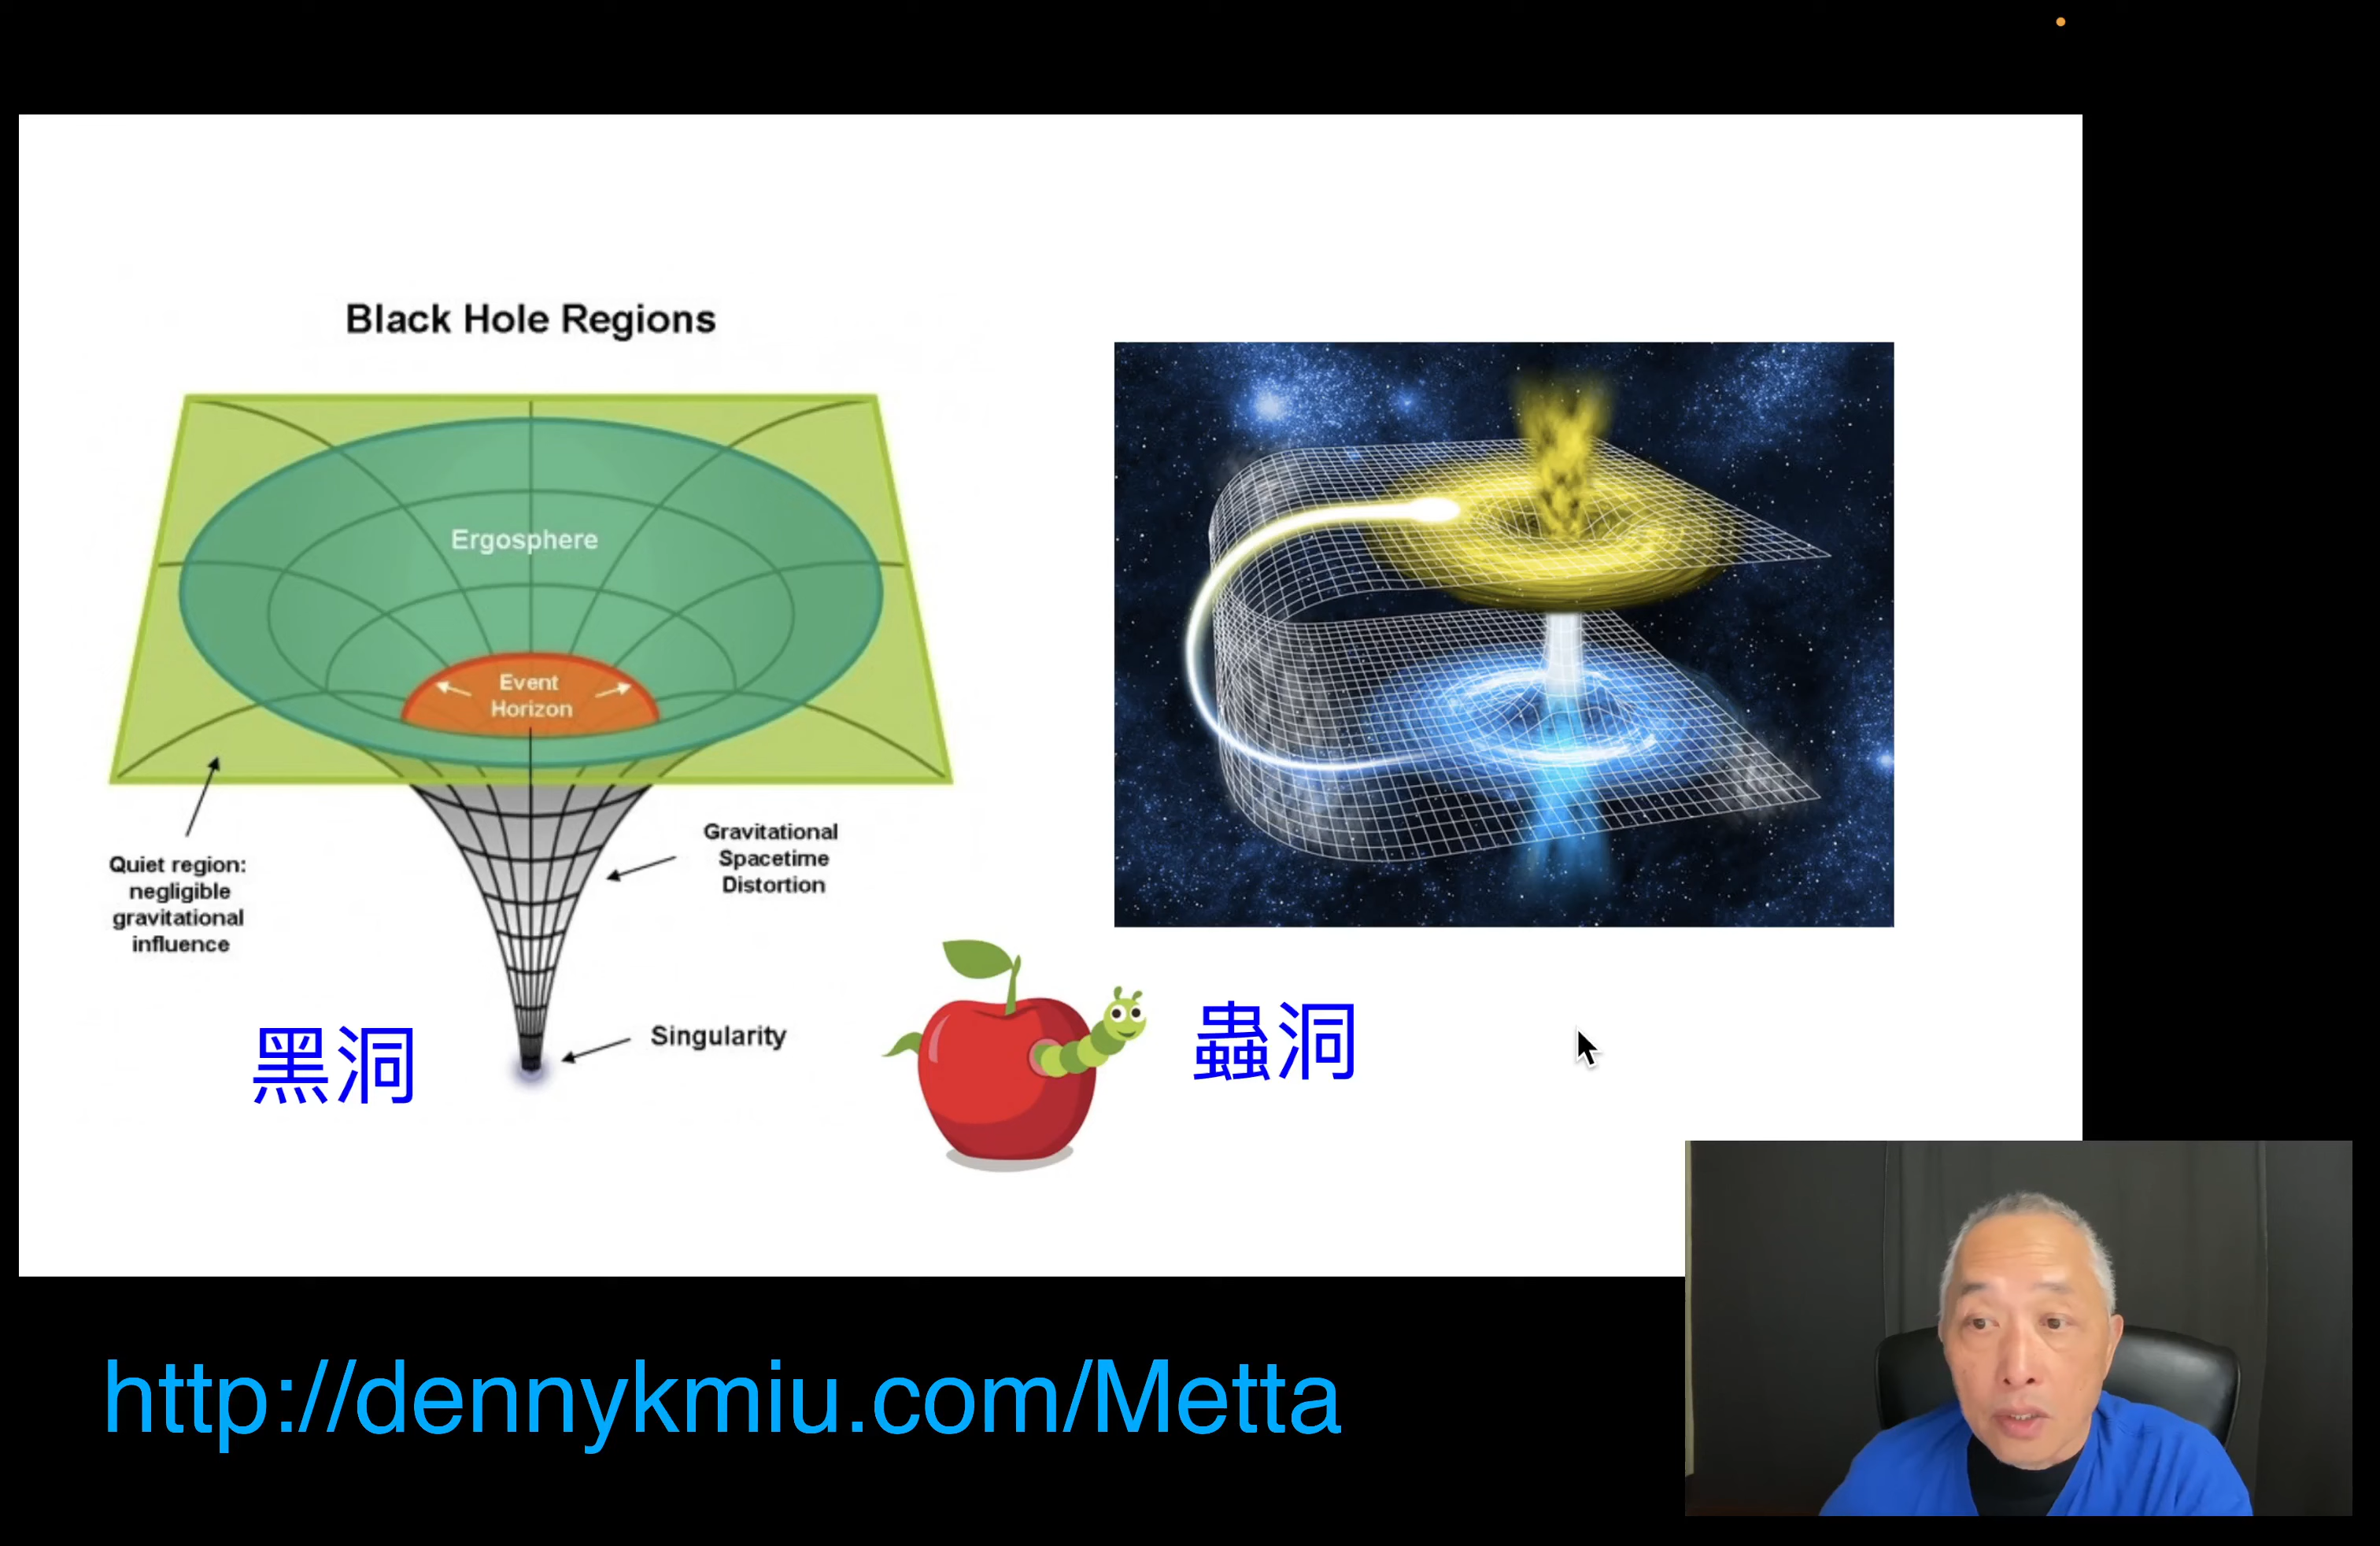 Black Hole Regions
Ergosphere
Event
Horizon
Quiet region:
negligible
gravitational
influence
Gravitational
Spacetime
Distortion
Singularity
黑洞
蟲洞
http://dennykmiu.com/Metta